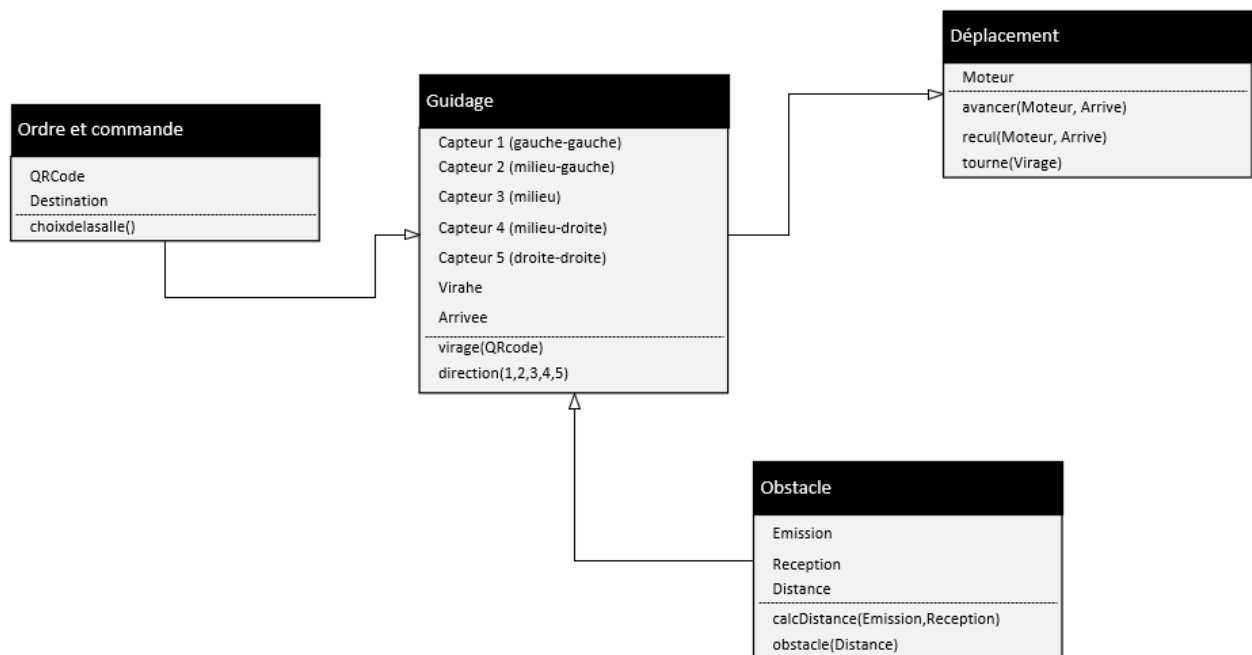 Ordre et commande
QRCode
Destination
choixdelasalle()
Guidage
Capteur 1 (gauche-gauche)
Capteur 2 (milieu-gauche)
Capteur 3 (milieu)
Capteur 4 (milieu-droite)
Capteur 5 (droite-droite)
Virahe
Arrivee
virage(QRcode)
direction(1,2,3,4,5)
Déplacement
Moteur
avancer(Moteur, Arrive)
recul(Moteur, Arrive)
tourne(Virage)
Obstacle
Emission
Reception
Distance
calcDistance(Emission,Reception)
obstacle(Distance)